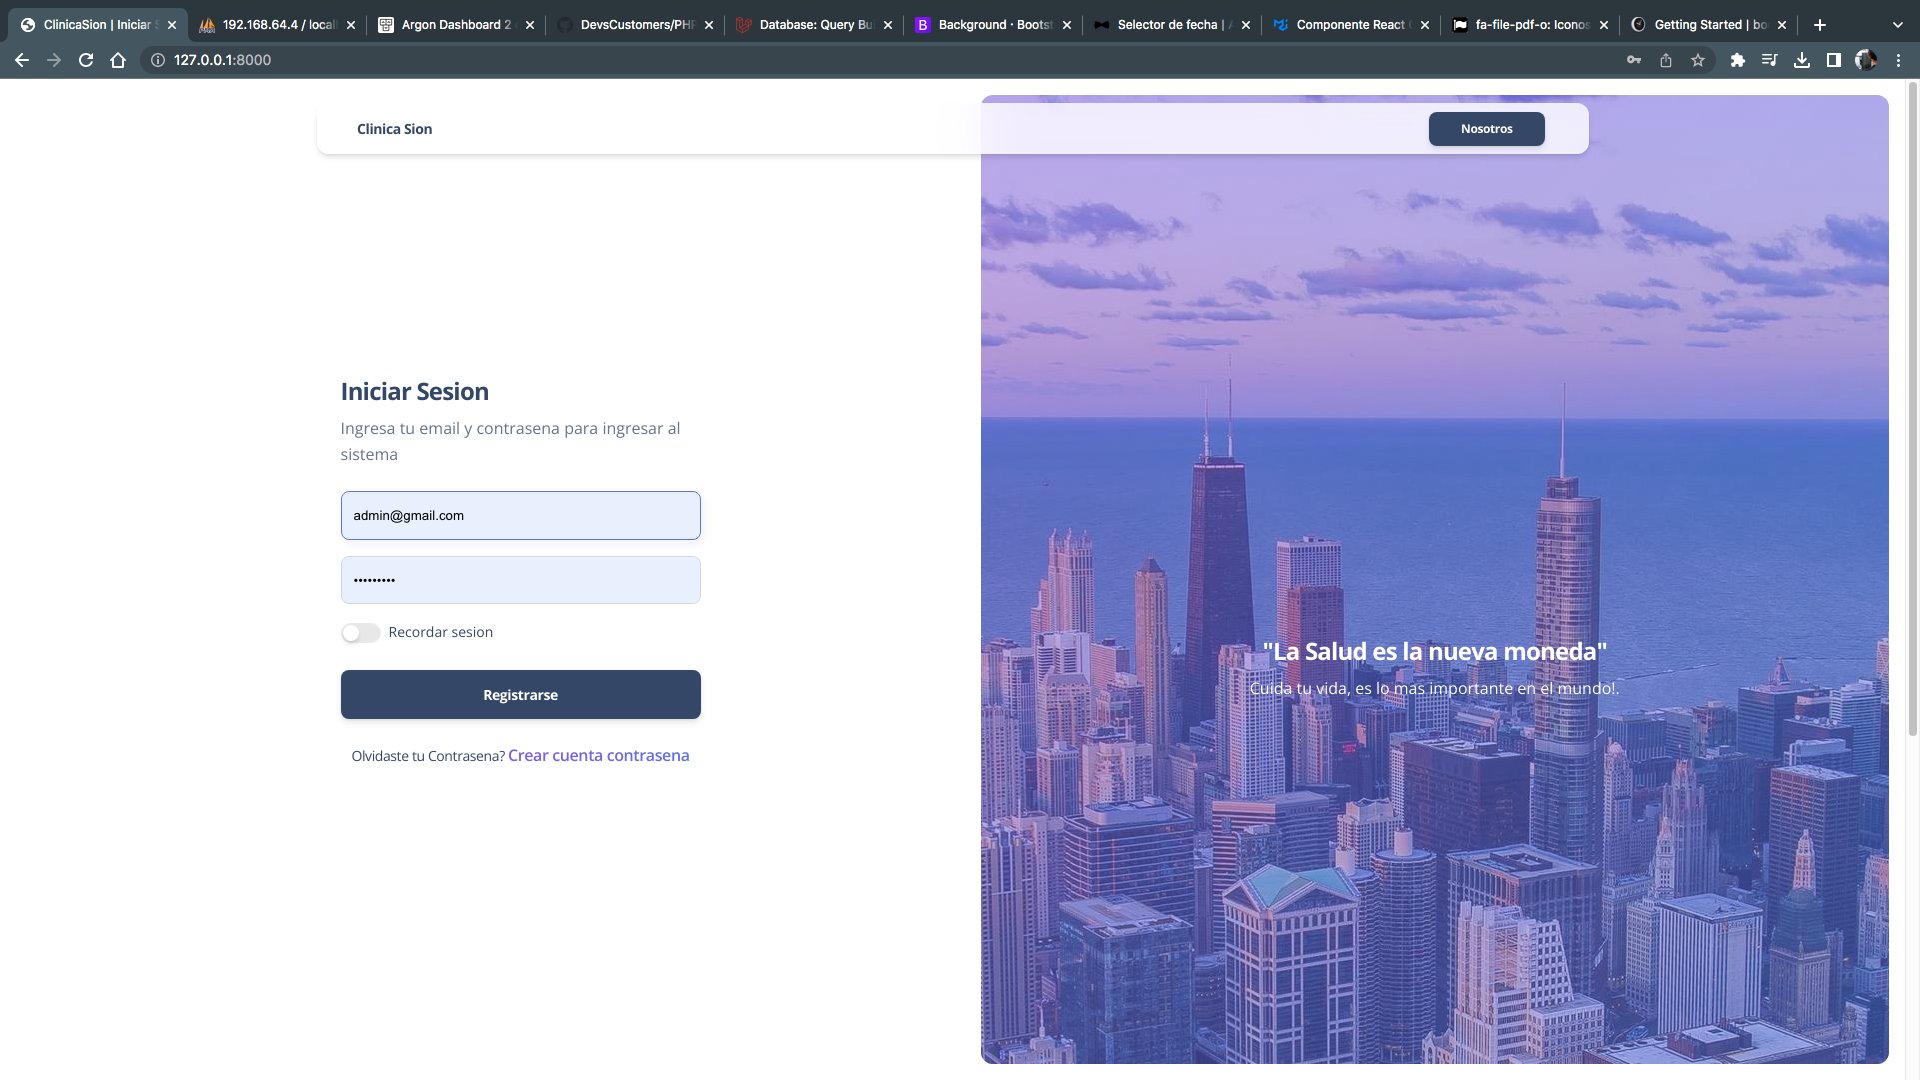 ClinicaSion | Iniciar S
192.168.64.4 / local
Argon Dashboard 2
DevsCustomers/PHP
Database: Query Bu
Background · Bootst
Selector de fecha | A
Componente React
fa-file-pdf-o: Iconos
Getting Started | bo
127.0.0.1:8000
Clinica Sion
Nosotros
Iniciar Sesion
Ingresa tu email y contrasena para ingresar al
sistema
admin@gmail.com
•••••••••
Recordar sesion
Registrarse
Olvidaste tu Contrasena? Crear cuenta contrasena
"La Salud es la nueva moneda"
Cuida tu vida, es lo mas importante en el mundo!.